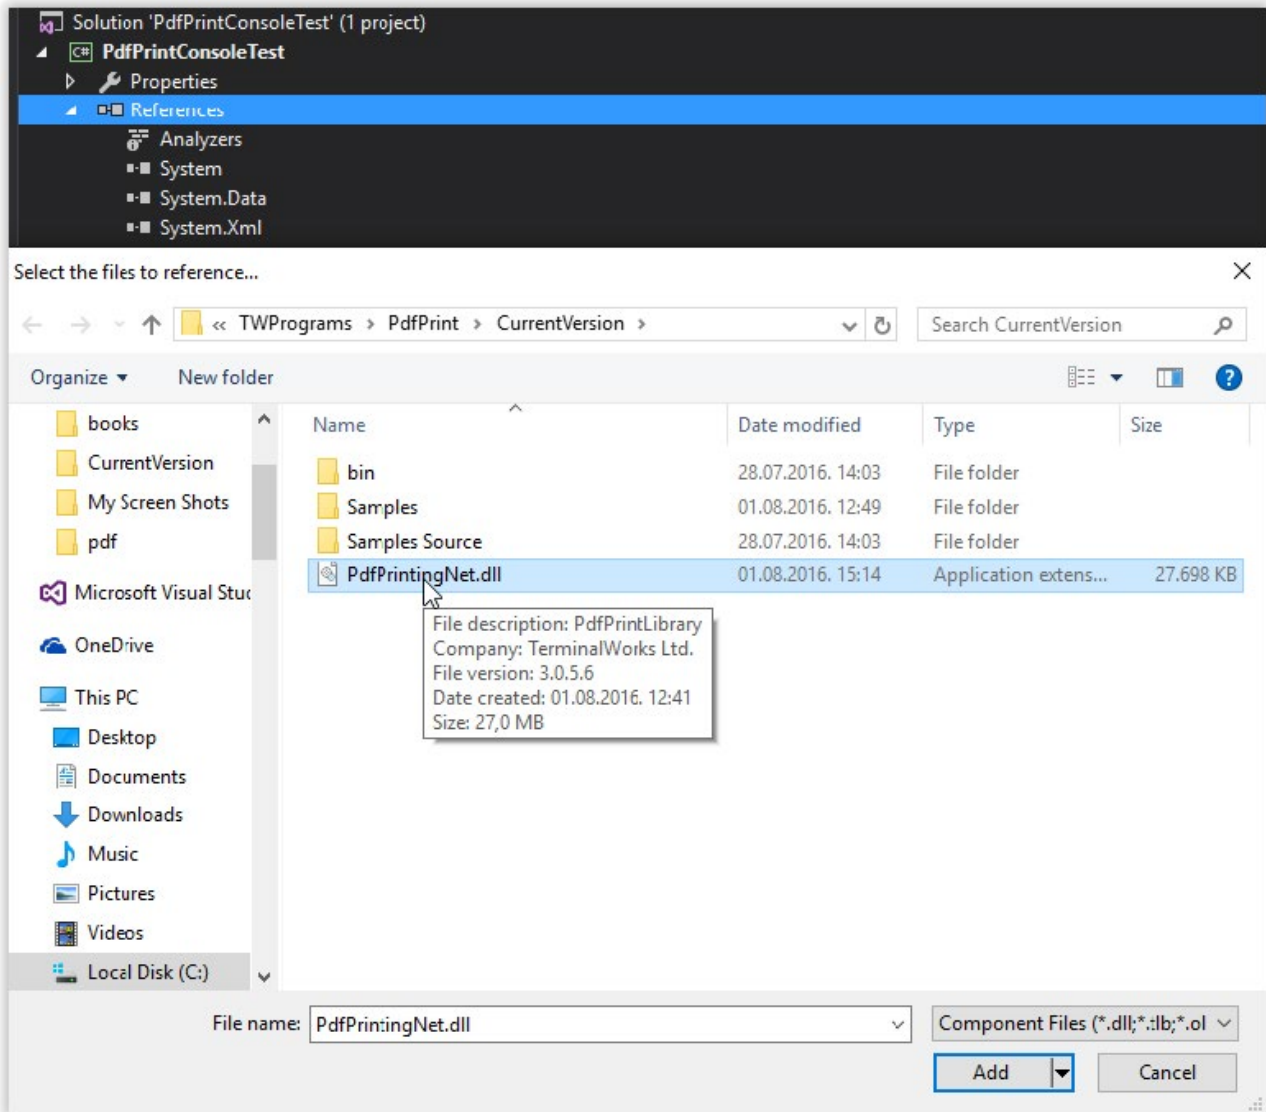 Solution 'PdfPrintConsoleTest' (1 project)
C# PdfPrintConsoleTest
Properties
References
Analyzers
System
System.Data
System.Xml
Select the files to reference...
« TWPrograms > PdfPrint > CurrentVersion > Search CurrentVersion
Organize New folder ?
Name Date modified Type Size
books
CurrentVersion
My Screen Shots
pdf
Microsoft Visual Stud
OneDrive
This PC
Desktop
Documents
Downloads
Music
Pictures
Videos
Local Disk (C:)
bin 28.07.2016. 14:03 File folder
Samples 01.08.2016. 12:49 File folder
Samples Source 28.07.2016. 14:03 File folder
PdfPrintingNet.dll 01.08.2016. 15:14 Application extens... 27.698 KB
File description: PdfPrintLibrary
Company: TerminalWorks Ltd.
File version: 3.0.5.6
Date created: 01.08.2016. 12:41
Size: 27,0 MB
File name: PdfPrintingNet.dll Component Files (*.dll;*.tlb;*.ol
Add Cancel